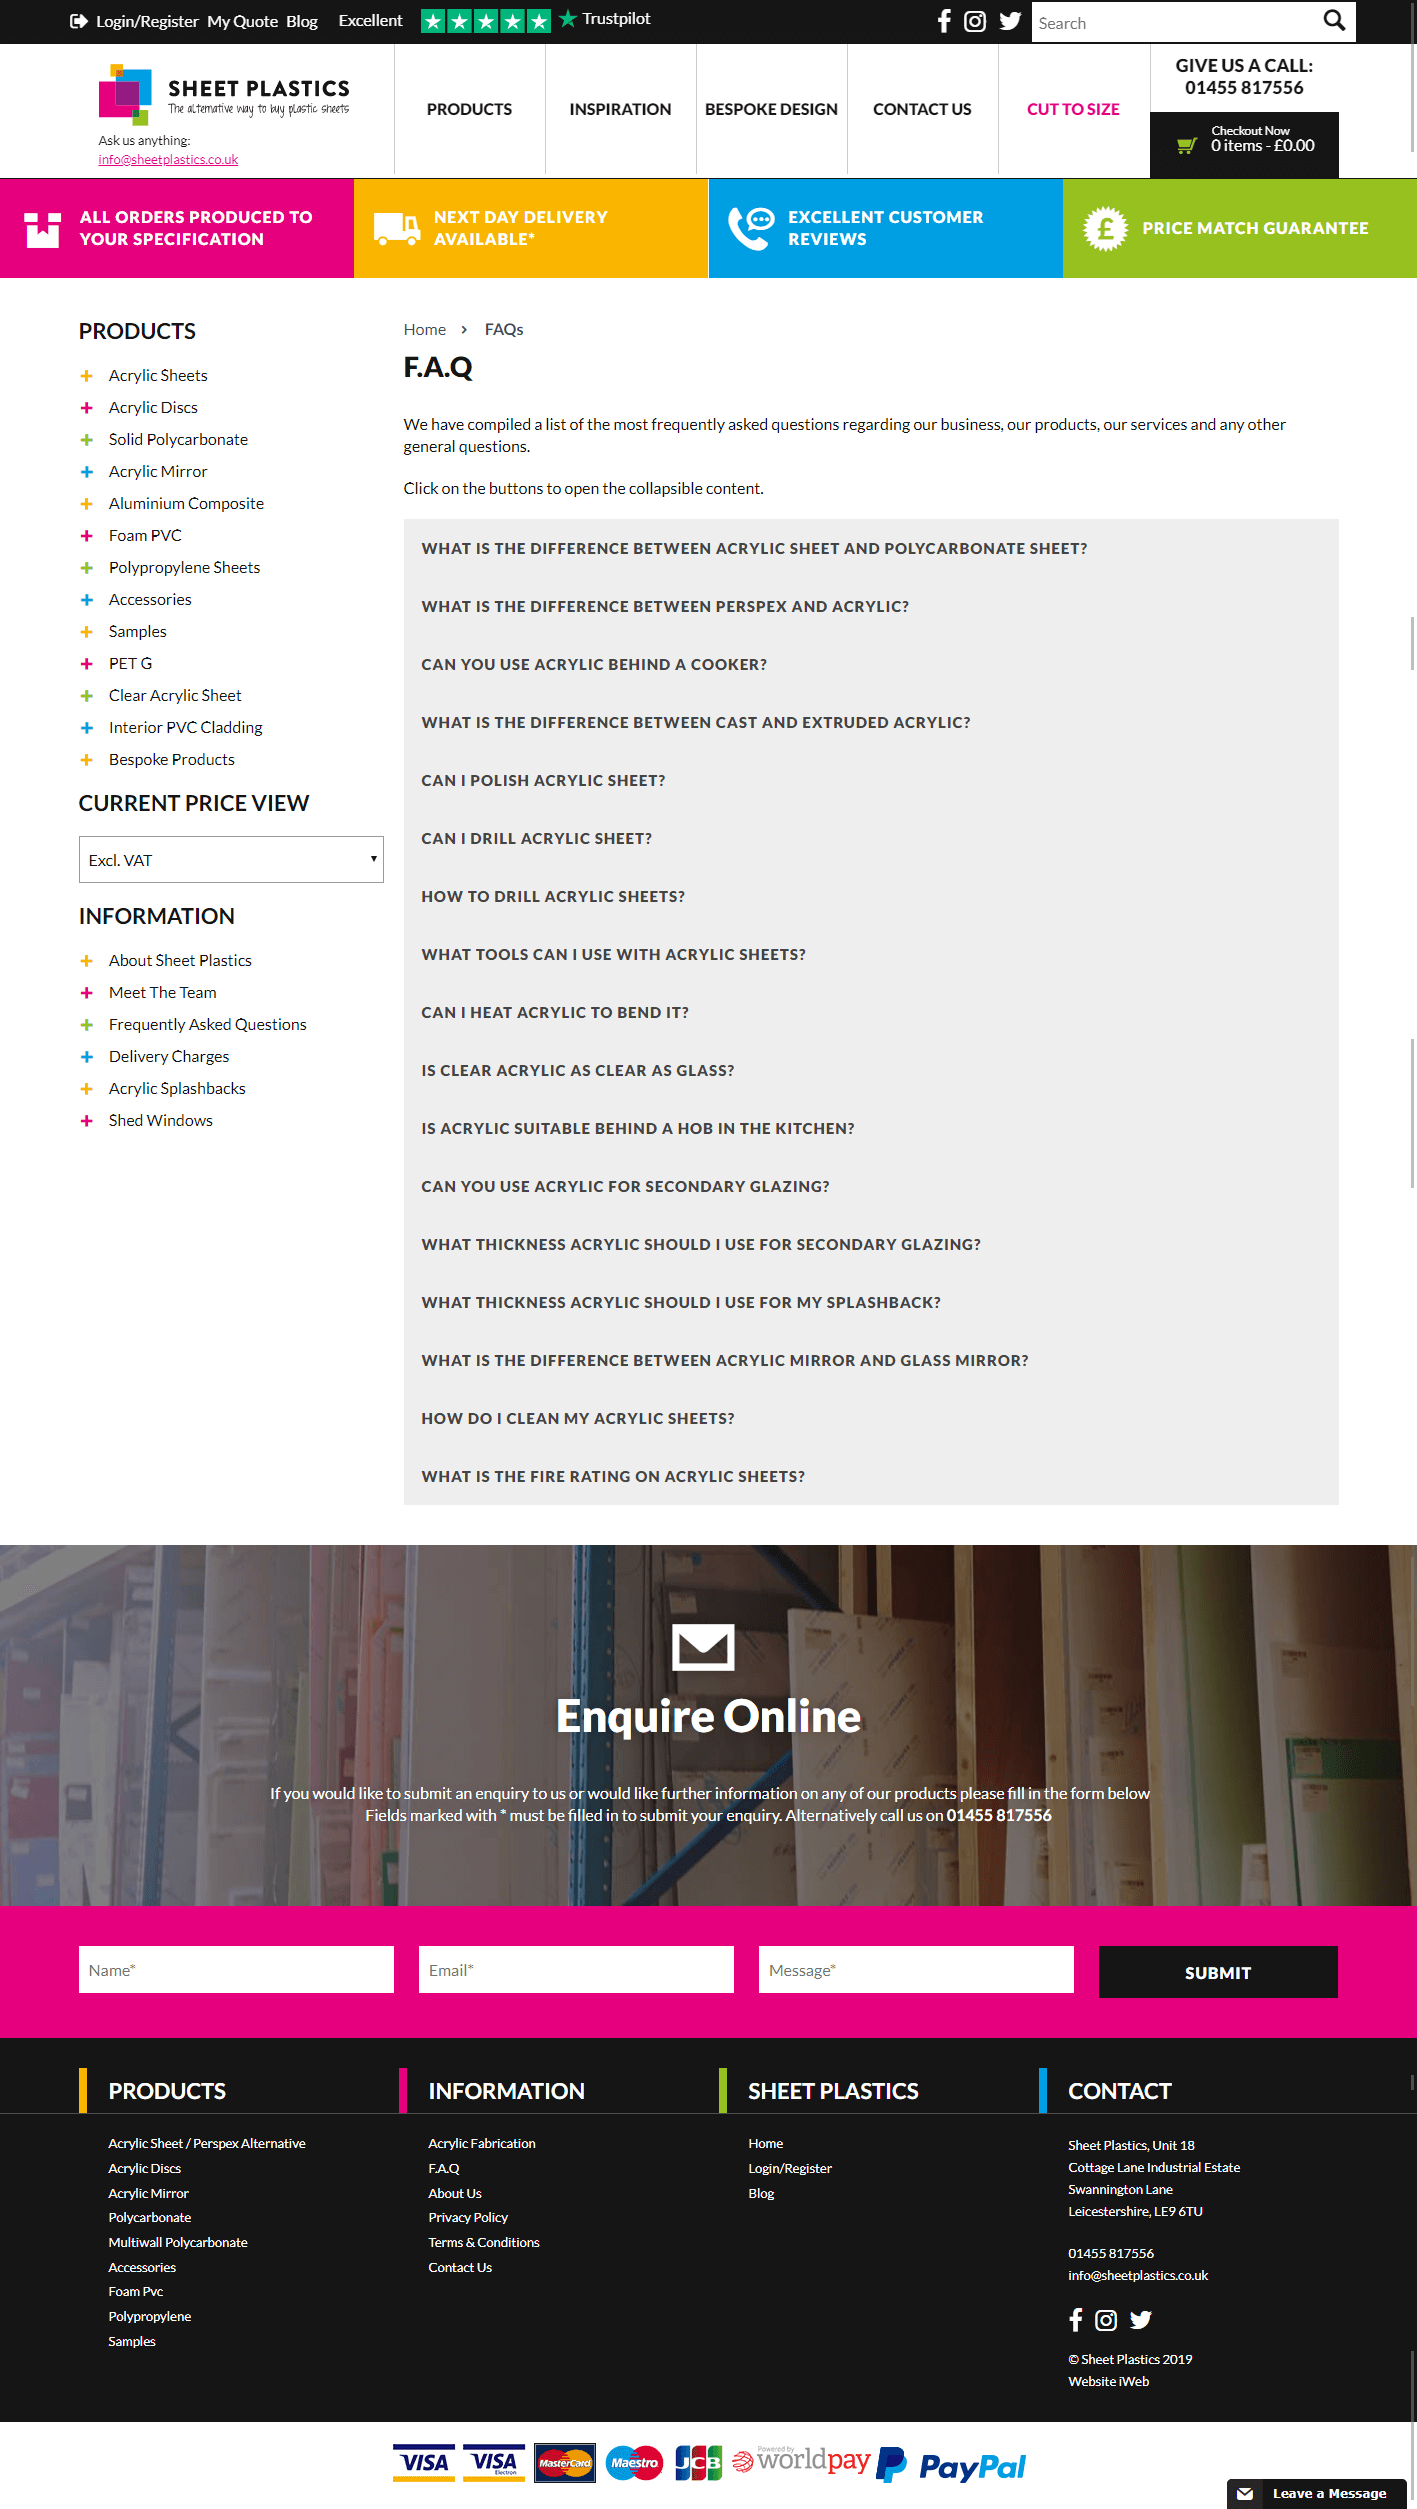 Login/Register My Quote Blog Excellent Trustpilot Search
SHEET PLASTICS
The alternative way to buy plastic sheets
Ask us anything:
info@sheetplastics.co.uk
PRODUCTS
INSPIRATION
BESPOKE DESIGN
CONTACT US
CUT TO SIZE
GIVE US A CALL:
01455 817556
Checkout Now
0 items - £0.00
ALL ORDERS PRODUCED TO
YOUR SPECIFICATION
NEXT DAY DELIVERY
AVAILABLE*
EXCELLENT CUSTOMER
REVIEWS
PRICE MATCH GUARANTEE
PRODUCTS
Acrylic Sheets
Acrylic Discs
Solid Polycarbonate
Acrylic Mirror
Aluminium Composite
Foam PVC
Polypropylene Sheets
Accessories
Samples
PET G
Clear Acrylic Sheet
Interior PVC Cladding
Bespoke Products
CURRENT PRICE VIEW
Excl. VAT
INFORMATION
About Sheet Plastics
Meet The Team
Frequently Asked Questions
Delivery Charges
Acrylic Splashbacks
Shed Windows
Home > FAQs
F.A.Q
We have compiled a list of the most frequently asked questions regarding our business, our products, our services and any other
general questions.
Click on the buttons to open the collapsible content.
WHAT IS THE DIFFERENCE BETWEEN ACRYLIC SHEET AND POLYCARBONATE SHEET?
WHAT IS THE DIFFERENCE BETWEEN PERSPEX AND ACRYLIC?
CAN YOU USE ACRYLIC BEHIND A COOKER?
WHAT IS THE DIFFERENCE BETWEEN CAST AND EXTRUDED ACRYLIC?
CAN I POLISH ACRYLIC SHEET?
CAN I DRILL ACRYLIC SHEET?
HOW TO DRILL ACRYLIC SHEETS?
WHAT TOOLS CAN I USE WITH ACRYLIC SHEETS?
CAN I HEAT ACRYLIC TO BEND IT?
IS CLEAR ACRYLIC AS CLEAR AS GLASS?
IS ACRYLIC SUITABLE BEHIND A HOB IN THE KITCHEN?
CAN YOU USE ACRYLIC FOR SECONDARY GLAZING?
WHAT THICKNESS ACRYLIC SHOULD I USE FOR SECONDARY GLAZING?
WHAT THICKNESS ACRYLIC SHOULD I USE FOR MY SPLASHBACK?
WHAT IS THE DIFFERENCE BETWEEN ACRYLIC MIRROR AND GLASS MIRROR?
HOW DO I CLEAN MY ACRYLIC SHEETS?
WHAT IS THE FIRE RATING ON ACRYLIC SHEETS?
Enquire Online
If you would like to submit an enquiry to us or would like further information on any of our products please fill in the form below
Fields marked with * must be filled in to submit your enquiry. Alternatively call us on 01455 817556
Name* Email* Message* SUBMIT
PRODUCTS
Acrylic Sheet / Perspex Alternative
Acrylic Discs
Acrylic Mirror
Polycarbonate
Multiwall Polycarbonate
Accessories
Foam Pvc
Polypropylene
Samples
INFORMATION
Acrylic Fabrication
F.A.Q
About Us
Privacy Policy
Terms & Conditions
Contact Us
SHEET PLASTICS
Home
Login/Register
Blog
CONTACT
Sheet Plastics, Unit 18
Cottage Lane Industrial Estate
Swannington Lane
Leicestershire, LE9 6TU
01455 817556
info@sheetplastics.co.uk
© Sheet Plastics 2019
Website iWeb
VISA
VISA
Electron
MasterCard
Maestro
JCB
Powered by
worldpay
PayPal
Leave a Message